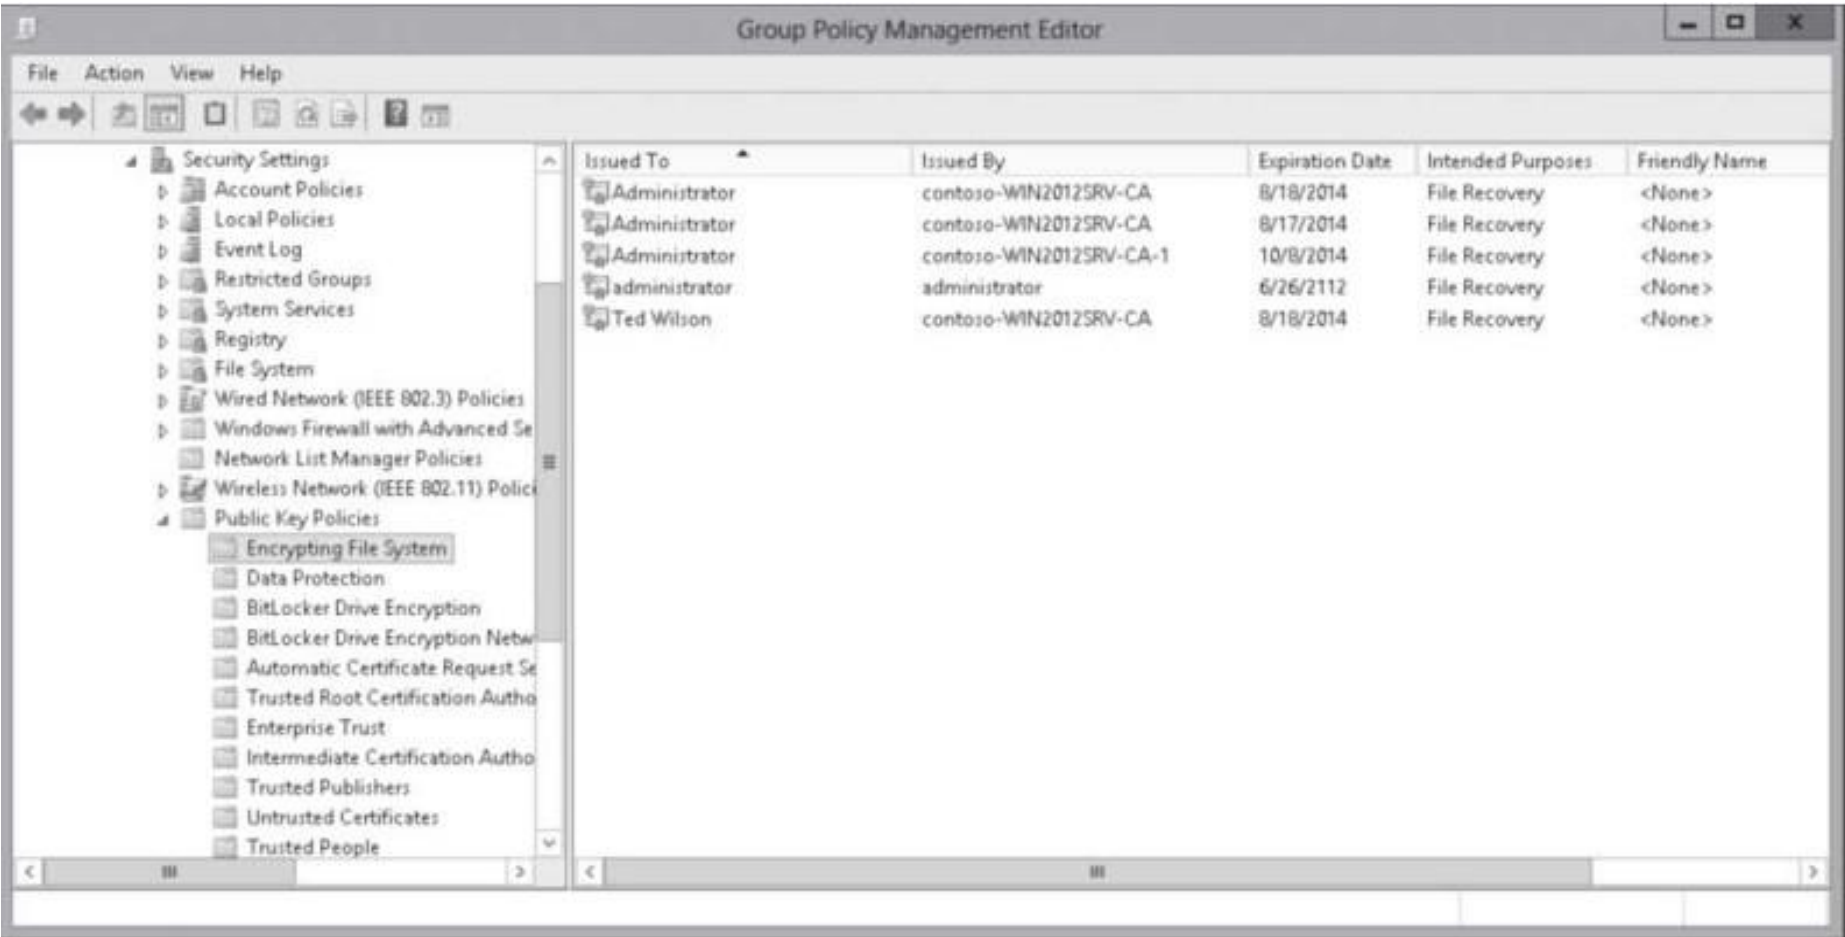 Group Policy Management Editor
File Action View Help
Security Settings
Account Policies
Local Policies
Event Log
Restricted Groups
System Services
Registry
File System
Wired Network (IEEE 802.3) Policies
Windows Firewall with Advanced Se
Network List Manager Policies
Wireless Network (IEEE 802.11) Polici
Public Key Policies
Encrypting File System
Data Protection
BitLocker Drive Encryption
BitLocker Drive Encryption Netw
Automatic Certificate Request Se
Trusted Root Certification Autho
Enterprise Trust
Intermediate Certification Autho
Trusted Publishers
Untrusted Certificates
Trusted People
Issued To Issued By Expiration Date Intended Purposes Friendly Name
Administrator contoso-WIN2012SRV-CA 8/18/2014 File Recovery <None>
Administrator contoso-WIN2012SRV-CA 8/17/2014 File Recovery <None>
Administrator contoso-WIN2012SRV-CA-1 10/8/2014 File Recovery <None>
administrator administrator 6/26/2112 File Recovery <None>
Ted Wilson contoso-WIN2012SRV-CA 8/18/2014 File Recovery <None>